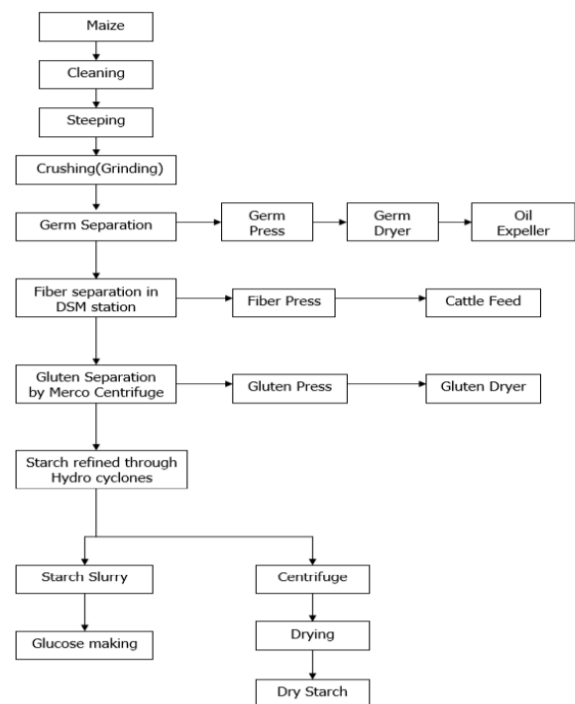 Maize
Cleaning
Steeping
Crushing(Grinding)
Germ Separation
Germ
Press
Germ
Dryer
Oil
Expeller
Fiber separation in
DSM station
Fiber Press
Cattle Feed
Gluten Separation
by Merco Centrifuge
Gluten Press
Gluten Dryer
Starch refined through
Hydro cyclones
Starch Slurry
Centrifuge
Glucose making
Drying
Dry Starch